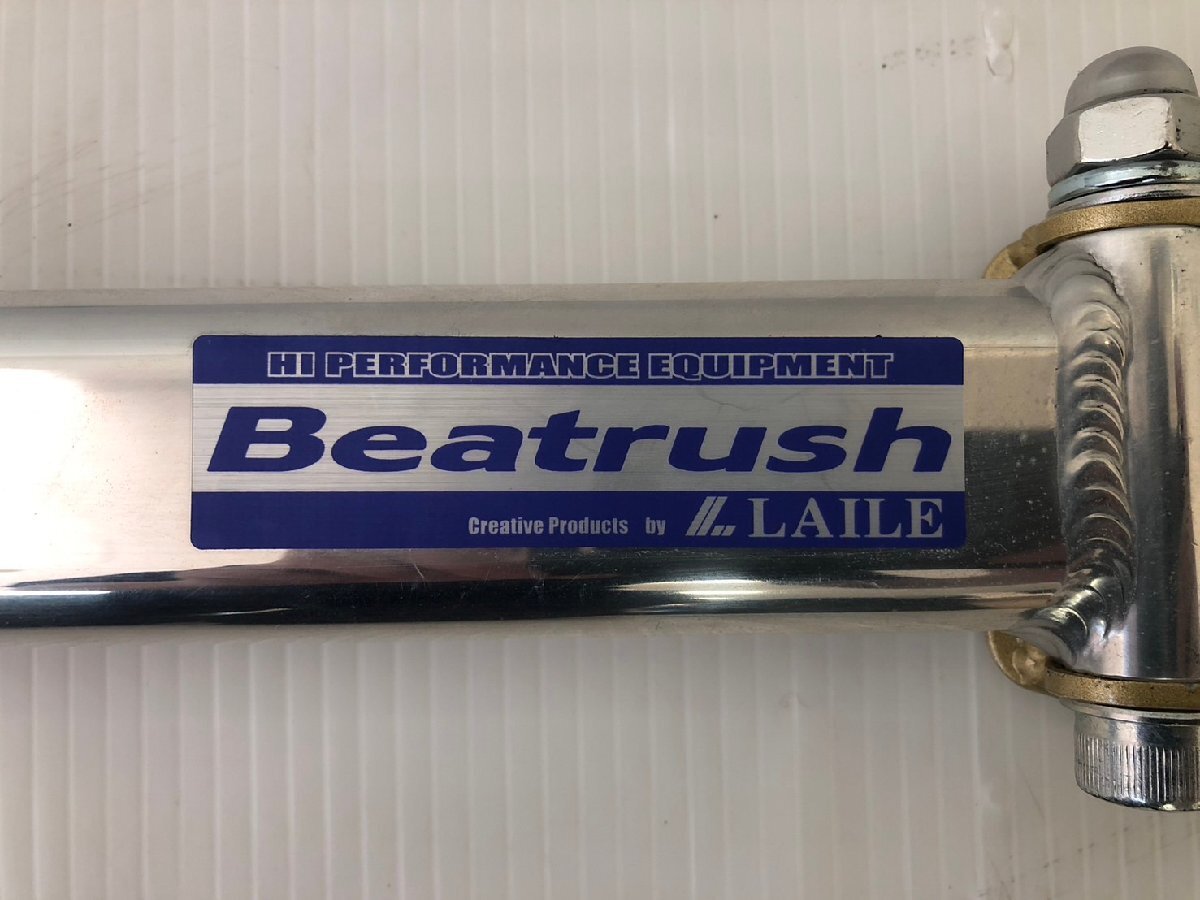 HI PERFORMANCE EQUIPMENT
Beatrush
Creative Products by LAILE